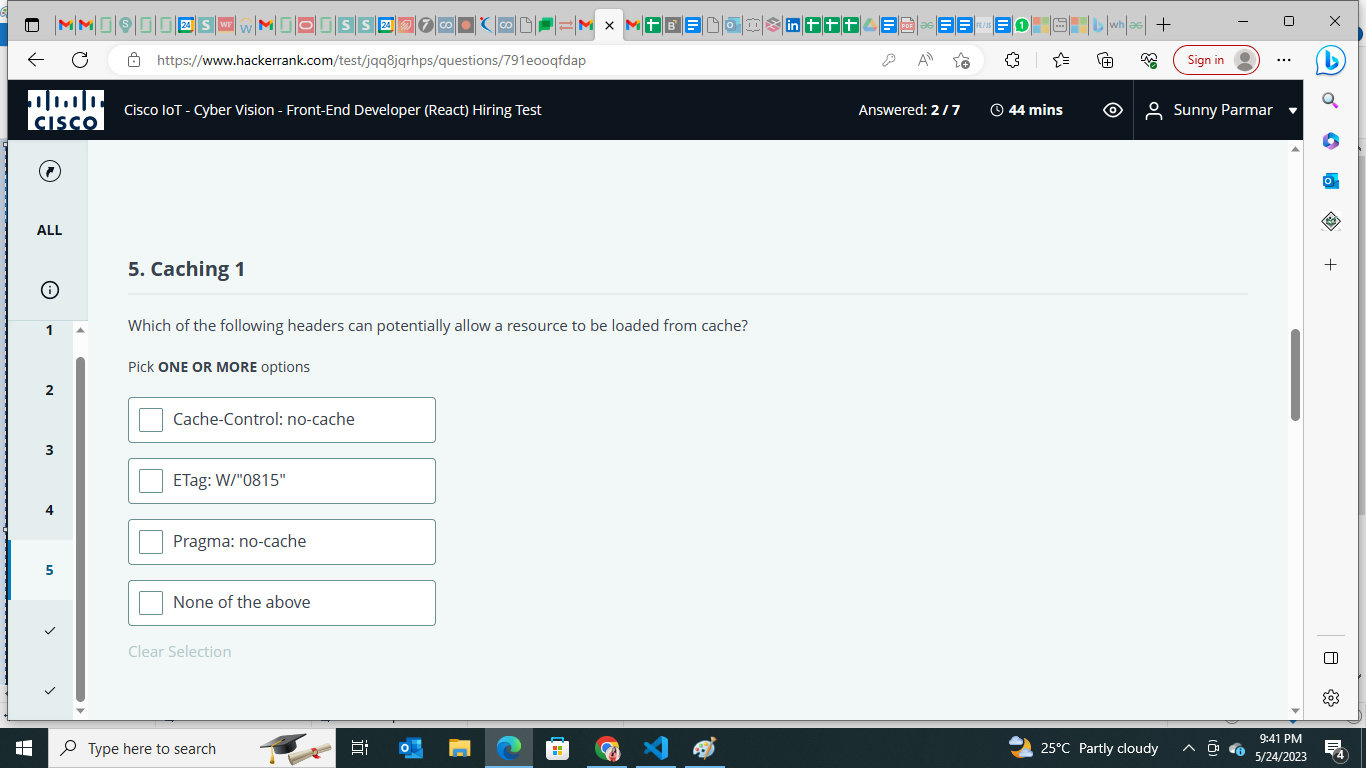 https://www.hackerrank.com/test/jqq8jqrhps/questions/791eooqfdap
Sign in
CISCO
Cisco IoT - Cyber Vision - Front-End Developer (React) Hiring Test
Answered: 2 / 7
44 mins
Sunny Parmar
ALL
1
2
3
4
5
5. Caching 1
Which of the following headers can potentially allow a resource to be loaded from cache?
Pick ONE OR MORE options
Cache-Control: no-cache
ETag: W/"0815"
Pragma: no-cache
None of the above
Clear Selection
Type here to search
25°C Partly cloudy
9:41 PM
5/24/2023
4